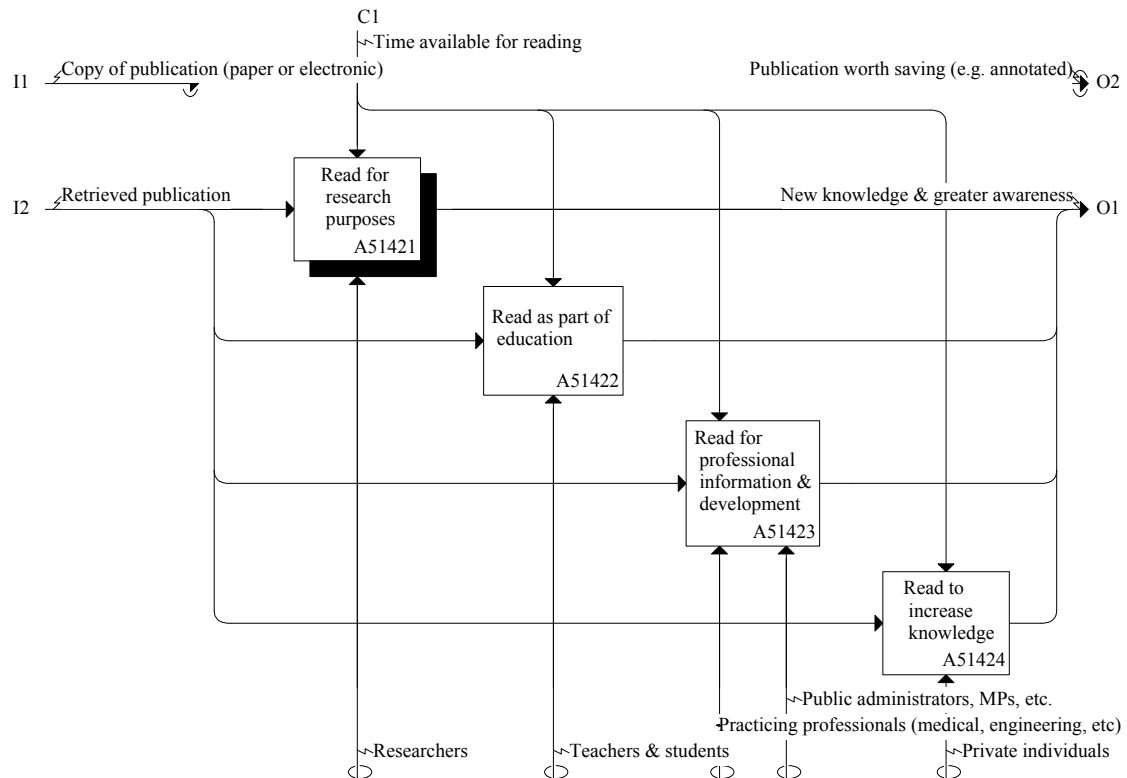 C1
Time available for reading
I1
Copy of publication (paper or electronic)
Publication worth saving (e.g. annotated)
O2
Read for
research
purposes
A51421
I2
Retrieved publication
New knowledge & greater awareness
O1
Read as part of
education
A51422
Read for
professional
information &
development
A51423
Read to
increase
knowledge
A51424
Public administrators, MPs, etc.
Practicing professionals (medical, engineering, etc)
Researchers
Teachers & students
Private individuals